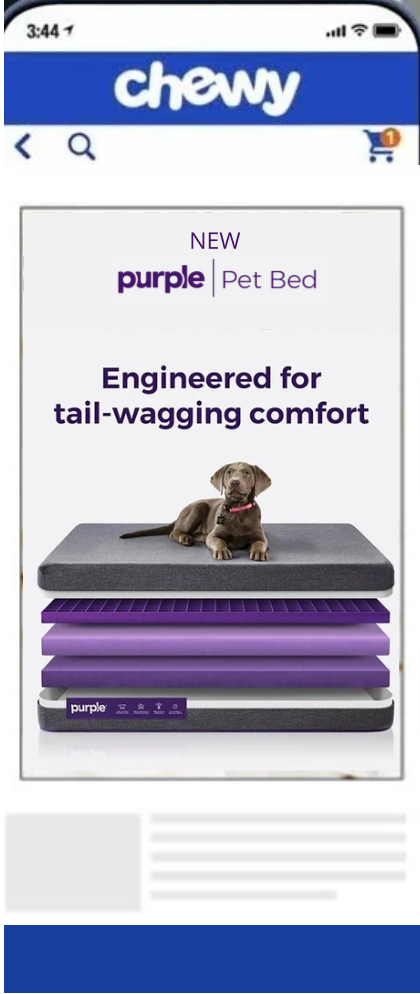 3:44
chewy
1
NEW
purple | Pet Bed
Engineered for
tail-wagging comfort
purple